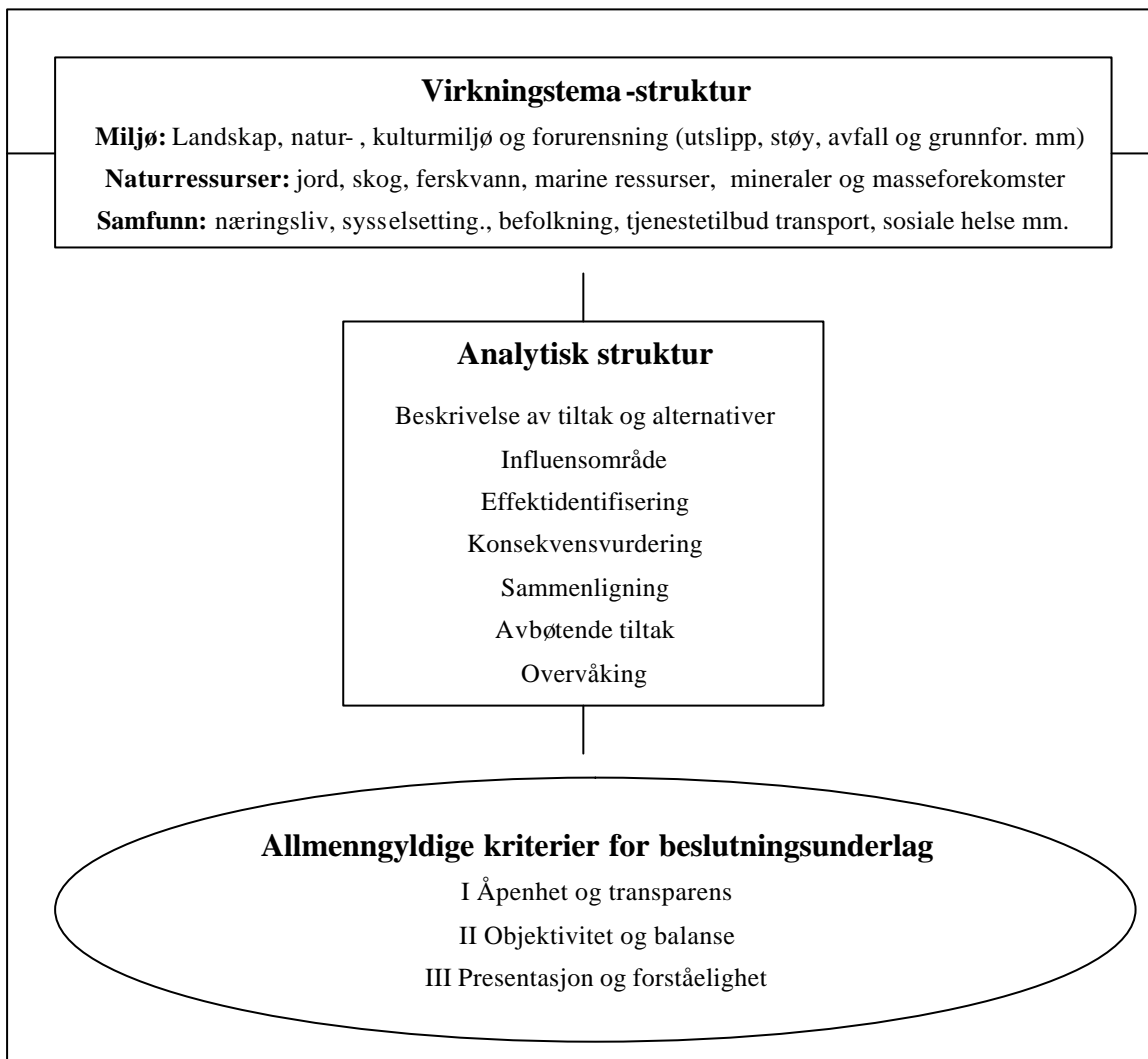 Virkningstema-struktur
Miljø: Landskap, natur- , kulturmiljø og forurensning (utslipp, støy, avfall og grunnfor. mm)
Naturressurser: jord, skog, ferskvann, marine ressurser, mineraler og masseforekomster
Samfunn: næringsliv, sysselsetting., befolkning, tjenestetilbud transport, sosiale helse mm.
Analytisk struktur
Beskrivelse av tiltak og alternativer
Influensområde
Effektidentifisering
Konsekvensvurdering
Sammenligning
Avbøtende tiltak
Overvåking
Allmenngyldige kriterier for beslutningsunderlag
I Åpenhet og transparens
II Objektivitet og balanse
III Presentasjon og forståelighet